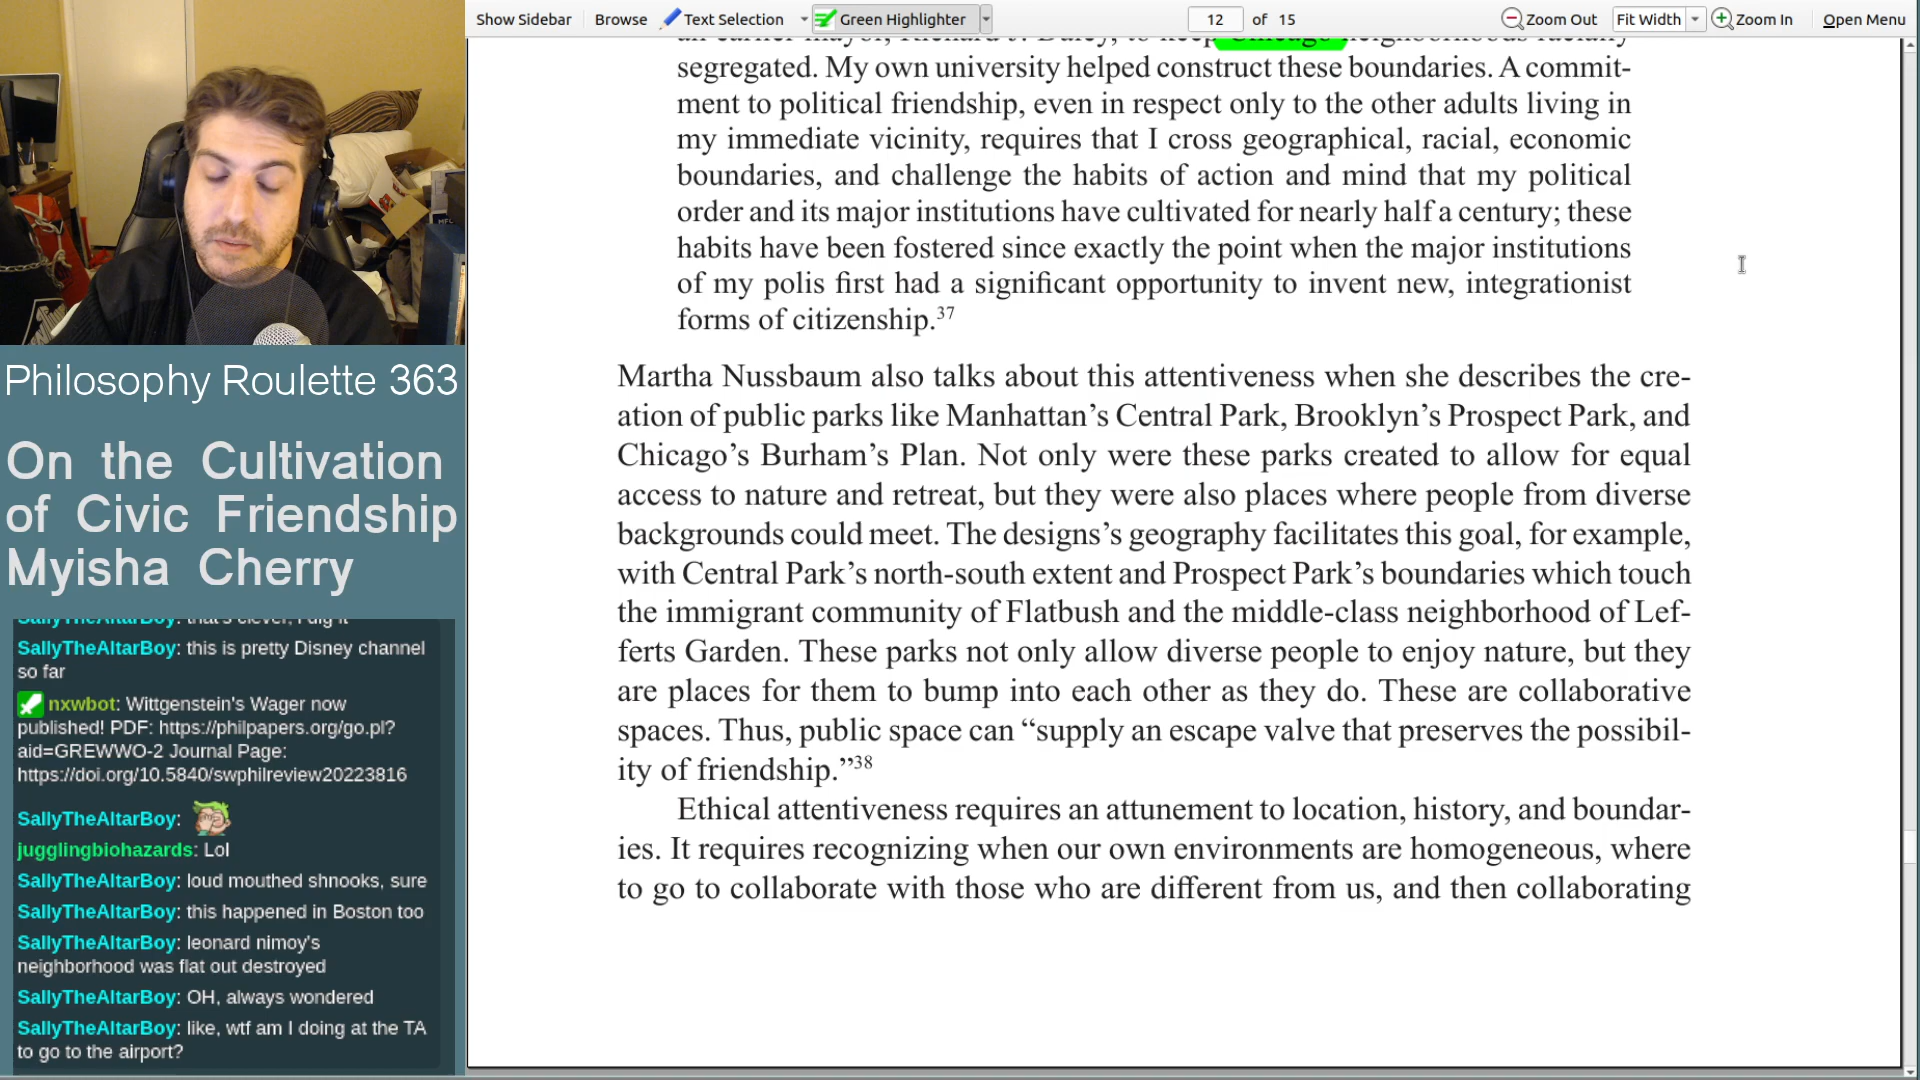 Show Sidebar Browse Text Selection Green Highlighter 12 of 15 Zoom Out Fit Width Zoom In Open Menu
an earlier mayor, Richard J. Daley, to keep Chicago neighborhoods racially
segregated. My own university helped construct these boundaries. A commit-
ment to political friendship, even in respect only to the other adults living in
my immediate vicinity, requires that I cross geographical, racial, economic
boundaries, and challenge the habits of action and mind that my political
order and its major institutions have cultivated for nearly half a century; these
habits have been fostered since exactly the point when the major institutions
of my polis first had a significant opportunity to invent new, integrationist
forms of citizenship.37
Martha Nussbaum also talks about this attentiveness when she describes the cre-
ation of public parks like Manhattan’s Central Park, Brooklyn’s Prospect Park, and
Chicago’s Burham’s Plan. Not only were these parks created to allow for equal
access to nature and retreat, but they were also places where people from diverse
backgrounds could meet. The designs’s geography facilitates this goal, for example,
with Central Park’s north-south extent and Prospect Park’s boundaries which touch
the immigrant community of Flatbush and the middle-class neighborhood of Lef-
ferts Garden. These parks not only allow diverse people to enjoy nature, but they
are places for them to bump into each other as they do. These are collaborative
spaces. Thus, public space can “supply an escape valve that preserves the possibil-
ity of friendship.”38
Ethical attentiveness requires an attunement to location, history, and boundar-
ies. It requires recognizing when our own environments are homogeneous, where
to go to collaborate with those who are different from us, and then collaborating
Philosophy Roulette 363
On the Cultivation
of Civic Friendship
Myisha Cherry
SallyTheAltarBoy: that's clever, I dig it
SallyTheAltarBoy: this is pretty Disney channel
so far
nxwbot: Wittgenstein's Wager now
published! PDF: https://philpapers.org/go.pl?
aid=GREWWO-2 Journal Page:
https://doi.org/10.5840/swphilreview20223816
SallyTheAltarBoy:
jugglingbiohazards: Lol
SallyTheAltarBoy: loud mouthed shnooks, sure
SallyTheAltarBoy: this happened in Boston too
SallyTheAltarBoy: leonard nimoy's
neighborhood was flat out destroyed
SallyTheAltarBoy: OH, always wondered
SallyTheAltarBoy: like, wtf am I doing at the TA
to go to the airport?